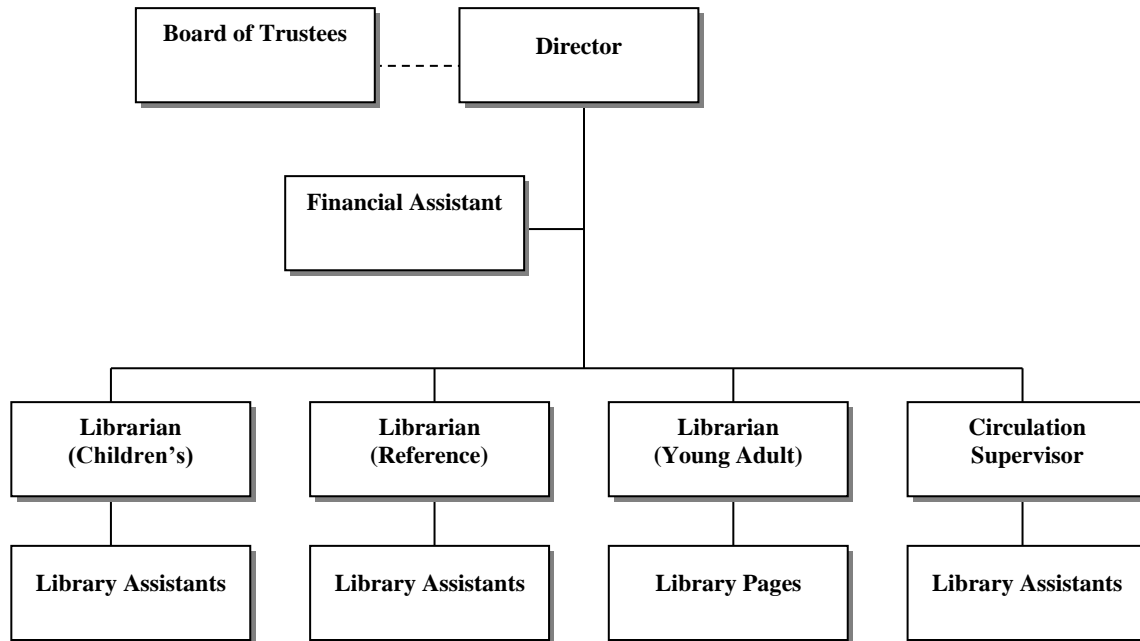 Board of Trustees
Director
Financial Assistant
Librarian
(Children’s)
Librarian
(Reference)
Librarian
(Young Adult)
Circulation
Supervisor
Library Assistants
Library Assistants
Library Pages
Library Assistants